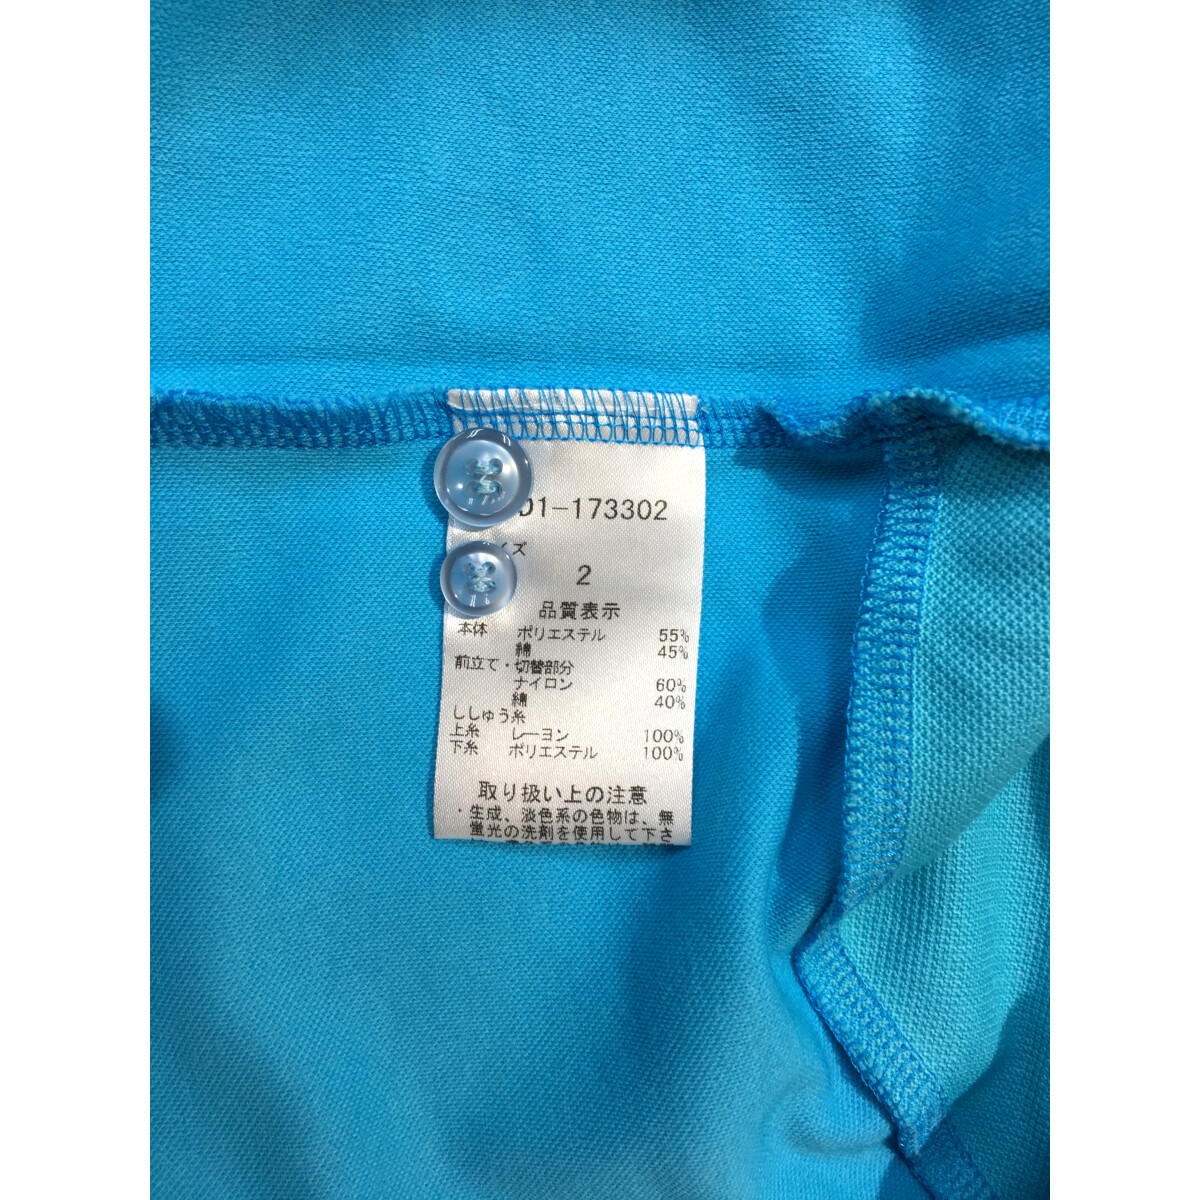 01-173302
イズ
2
品質表示
本体 ポリエステル 55%
綿 45%
前立て・切替部分
ナイロン 60%
綿 40%
ししゅう糸
上糸 レーヨン 100%
下糸 ポリエステル 100%
取り扱い上の注意
・生成、淡色系の色物は、無
蛍光の洗剤を使用して下さ